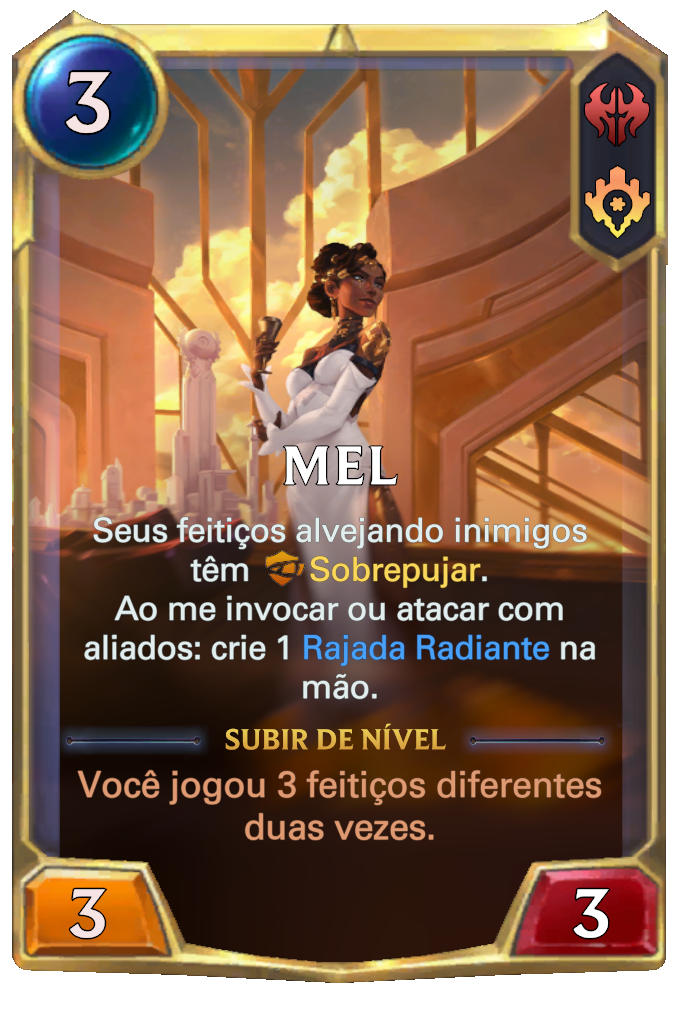 3
MEL
Seus feitiços alvejando inimigos
têm Sobrepujar.
Ao me invocar ou atacar com
aliados: crie 1 Rajada Radiante na
mão.
SUBIR DE NÍVEL
Você jogou 3 feitiços diferentes
duas vezes.
3
3